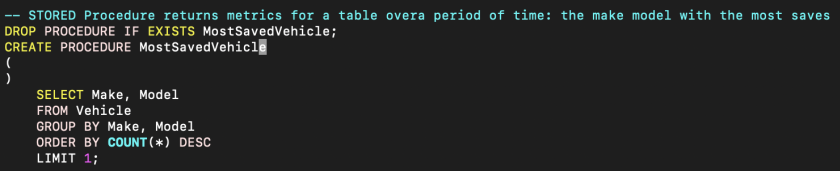 -- STORED Procedure returns metrics for a table overa period of time: the make model with the most saves
DROP PROCEDURE IF EXISTS MostSavedVehicle;
CREATE PROCEDURE MostSavedVehicle
(
)
    SELECT Make, Model
    FROM Vehicle
    GROUP BY Make, Model
    ORDER BY COUNT(*) DESC
    LIMIT 1;